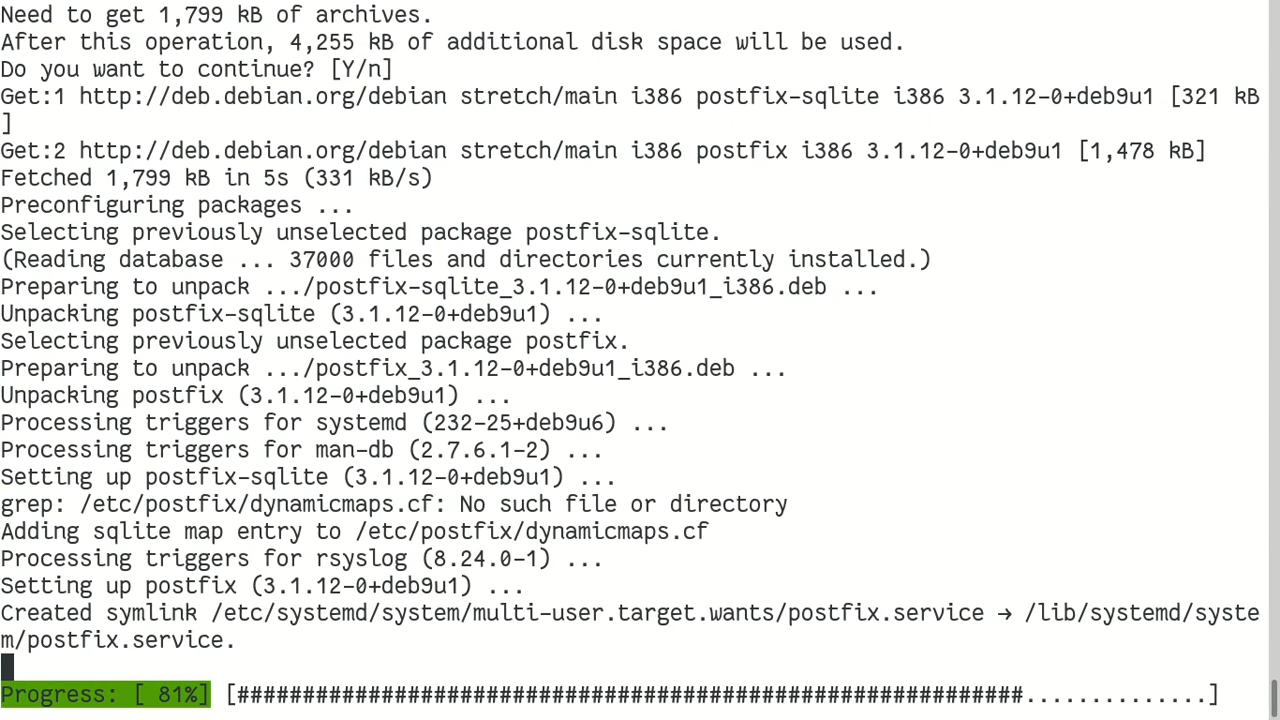 Need to get 1,799 kB of archives.
After this operation, 4,255 kB of additional disk space will be used.
Do you want to continue? [Y/n]
Get:1 http://deb.debian.org/debian stretch/main i386 postfix-sqlite i386 3.1.12-0+deb9u1 [321 kB
]
Get:2 http://deb.debian.org/debian stretch/main i386 postfix i386 3.1.12-0+deb9u1 [1,478 kB]
Fetched 1,799 kB in 5s (331 kB/s)
Preconfiguring packages ...
Selecting previously unselected package postfix-sqlite.
(Reading database ... 37000 files and directories currently installed.)
Preparing to unpack .../postfix-sqlite_3.1.12-0+deb9u1_i386.deb ...
Unpacking postfix-sqlite (3.1.12-0+deb9u1) ...
Selecting previously unselected package postfix.
Preparing to unpack .../postfix_3.1.12-0+deb9u1_i386.deb ...
Unpacking postfix (3.1.12-0+deb9u1) ...
Processing triggers for systemd (232-25+deb9u6) ...
Processing triggers for man-db (2.7.6.1-2) ...
Setting up postfix-sqlite (3.1.12-0+deb9u1) ...
grep: /etc/postfix/dynamicmaps.cf: No such file or directory
Adding sqlite map entry to /etc/postfix/dynamicmaps.cf
Processing triggers for rsyslog (8.24.0-1) ...
Setting up postfix (3.1.12-0+deb9u1) ...
Created symlink /etc/systemd/system/multi-user.target.wants/postfix.service → /lib/systemd/syste
m/postfix.service.
Progress: [ 81%] [############################################################..............]